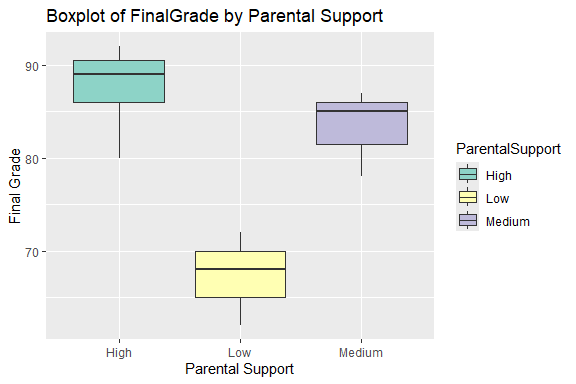 Boxplot of FinalGrade by Parental Support
Final Grade
90
80
70
High
Low
Medium
Parental Support
ParentalSupport
High
Low
Medium